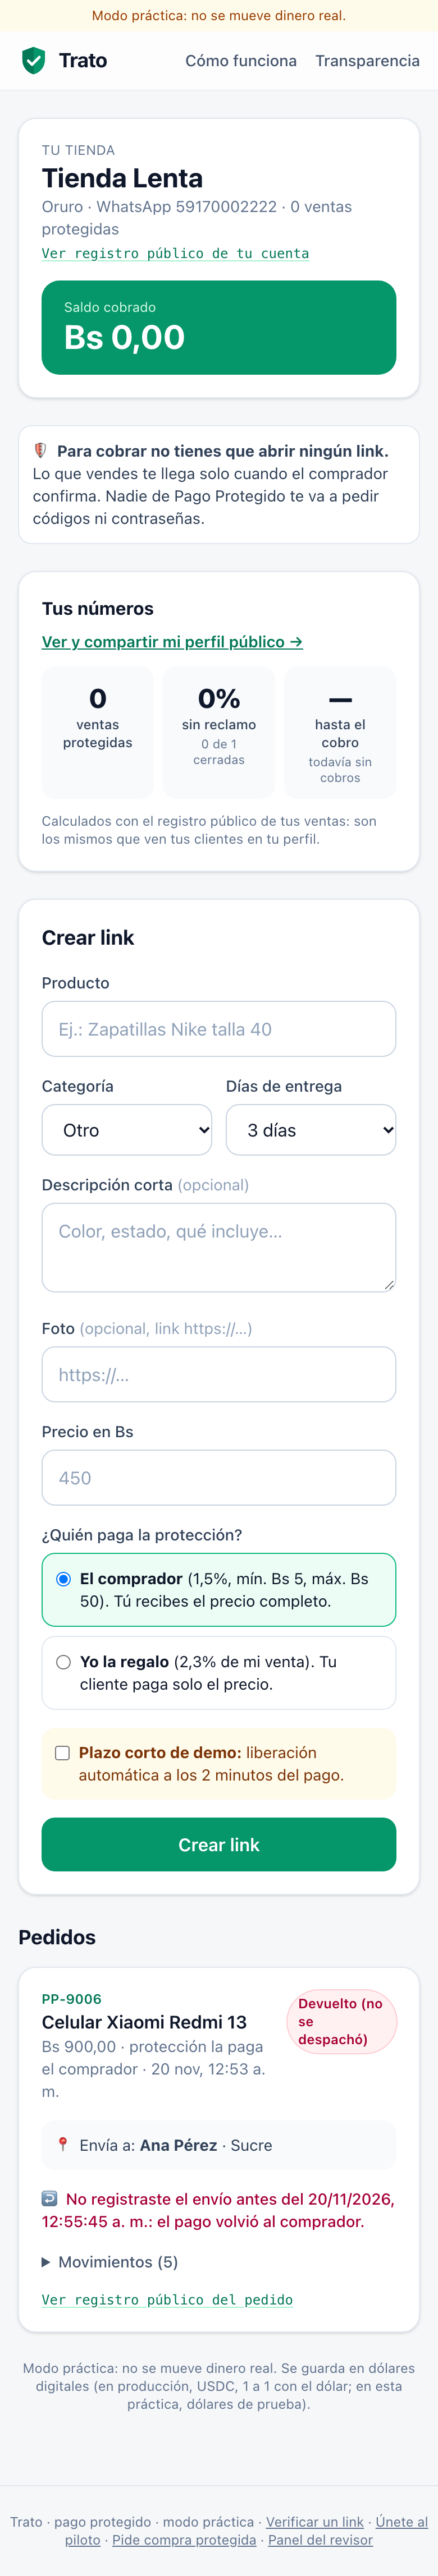 Modo práctica: no se mueve dinero real.
Trato
Cómo funciona
Transparencia
TU TIENDA
Tienda Lenta
Oruro · WhatsApp 59170002222 · 0 ventas
protegidas
Ver registro público de tu cuenta
Saldo cobrado
Bs 0,00
Para cobrar no tienes que abrir ningún link.
Lo que vendes te llega solo cuando el comprador
confirma. Nadie de Pago Protegido te va a pedir
códigos ni contraseñas.
Tus números
Ver y compartir mi perfil público →
0
ventas
protegidas
0%
sin reclamo
0 de 1
cerradas
—
hasta el
cobro
todavía sin
cobros
Calculados con el registro público de tus ventas: son
los mismos que ven tus clientes en tu perfil.
Crear link
Producto
Ej.: Zapatillas Nike talla 40
Categoría
Días de entrega
Otro
3 días
Descripción corta (opcional)
Color, estado, qué incluye...
Foto (opcional, link https://...)
https://...
Precio en Bs
450
¿Quién paga la protección?
El comprador (1,5%, mín. Bs 5, máx. Bs
50). Tú recibes el precio completo.
Yo la regalo (2,3% de mi venta). Tu
cliente paga solo el precio.
Plazo corto de demo: liberación
automática a los 2 minutos del pago.
Crear link
Pedidos
PP-9006
Celular Xiaomi Redmi 13
Bs 900,00 · protección la paga
el comprador · 20 nov, 12:53 a.
m.
Devuelto (no
se
despachó)
Envía a: Ana Pérez · Sucre
No registraste el envío antes del 20/11/2026,
12:55:45 a. m.: el pago volvió al comprador.
Movimientos (5)
Ver registro público del pedido
Modo práctica: no se mueve dinero real. Se guarda en dólares
digitales (en producción, USDC, 1 a 1 con el dólar; en esta
práctica, dólares de prueba).
Trato · pago protegido · modo práctica · Verificar un link · Únete al
piloto · Pide compra protegida · Panel del revisor